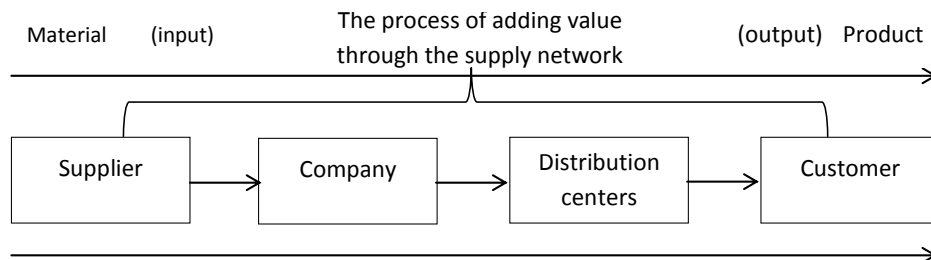 The process of adding value
Material (input) (output) Product
through the supply network
Supplier
Company
Distribution
centers
Customer